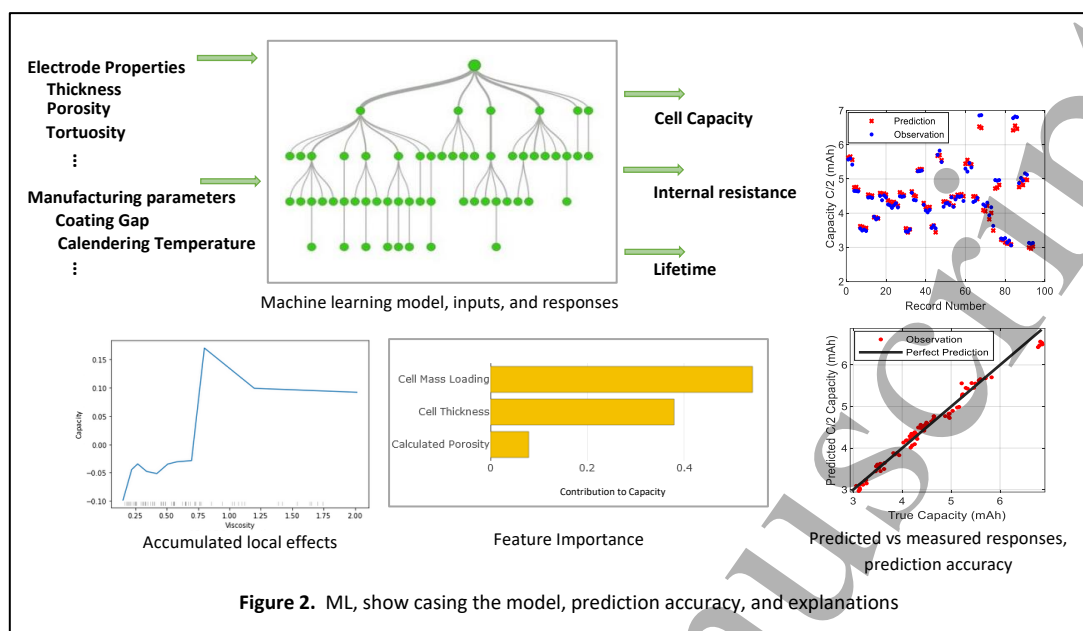 Electrode Properties
Thickness
Porosity
Tortuosity
⋮
Manufacturing parameters
Coating Gap
Calendering Temperature
⋮
Cell Capacity
Internal resistance
Lifetime
Machine learning model, inputs, and responses
7
6
5
4
3
2
Capacity C/2 (mAh)
Prediction
Observation
0 20 40 60 80 100
Record Number
0.15
0.10
0.05
0.00
−0.05
−0.10
Capacity
0.25 0.50 0.75 1.00 1.25 1.50 1.75 2.00
Viscosity
Accumulated local effects
Cell Mass Loading
Cell Thickness
Calculated Porosity
0 0.2 0.4
Contribution to Capacity
Feature Importance
Observation
Perfect Prediction
6
5
4
3
Predicted C/2 Capacity (mAh)
3 4 5 6
True Capacity (mAh)
Predicted vs measured responses,
prediction accuracy
Figure 2. ML, show casing the model, prediction accuracy, and explanations